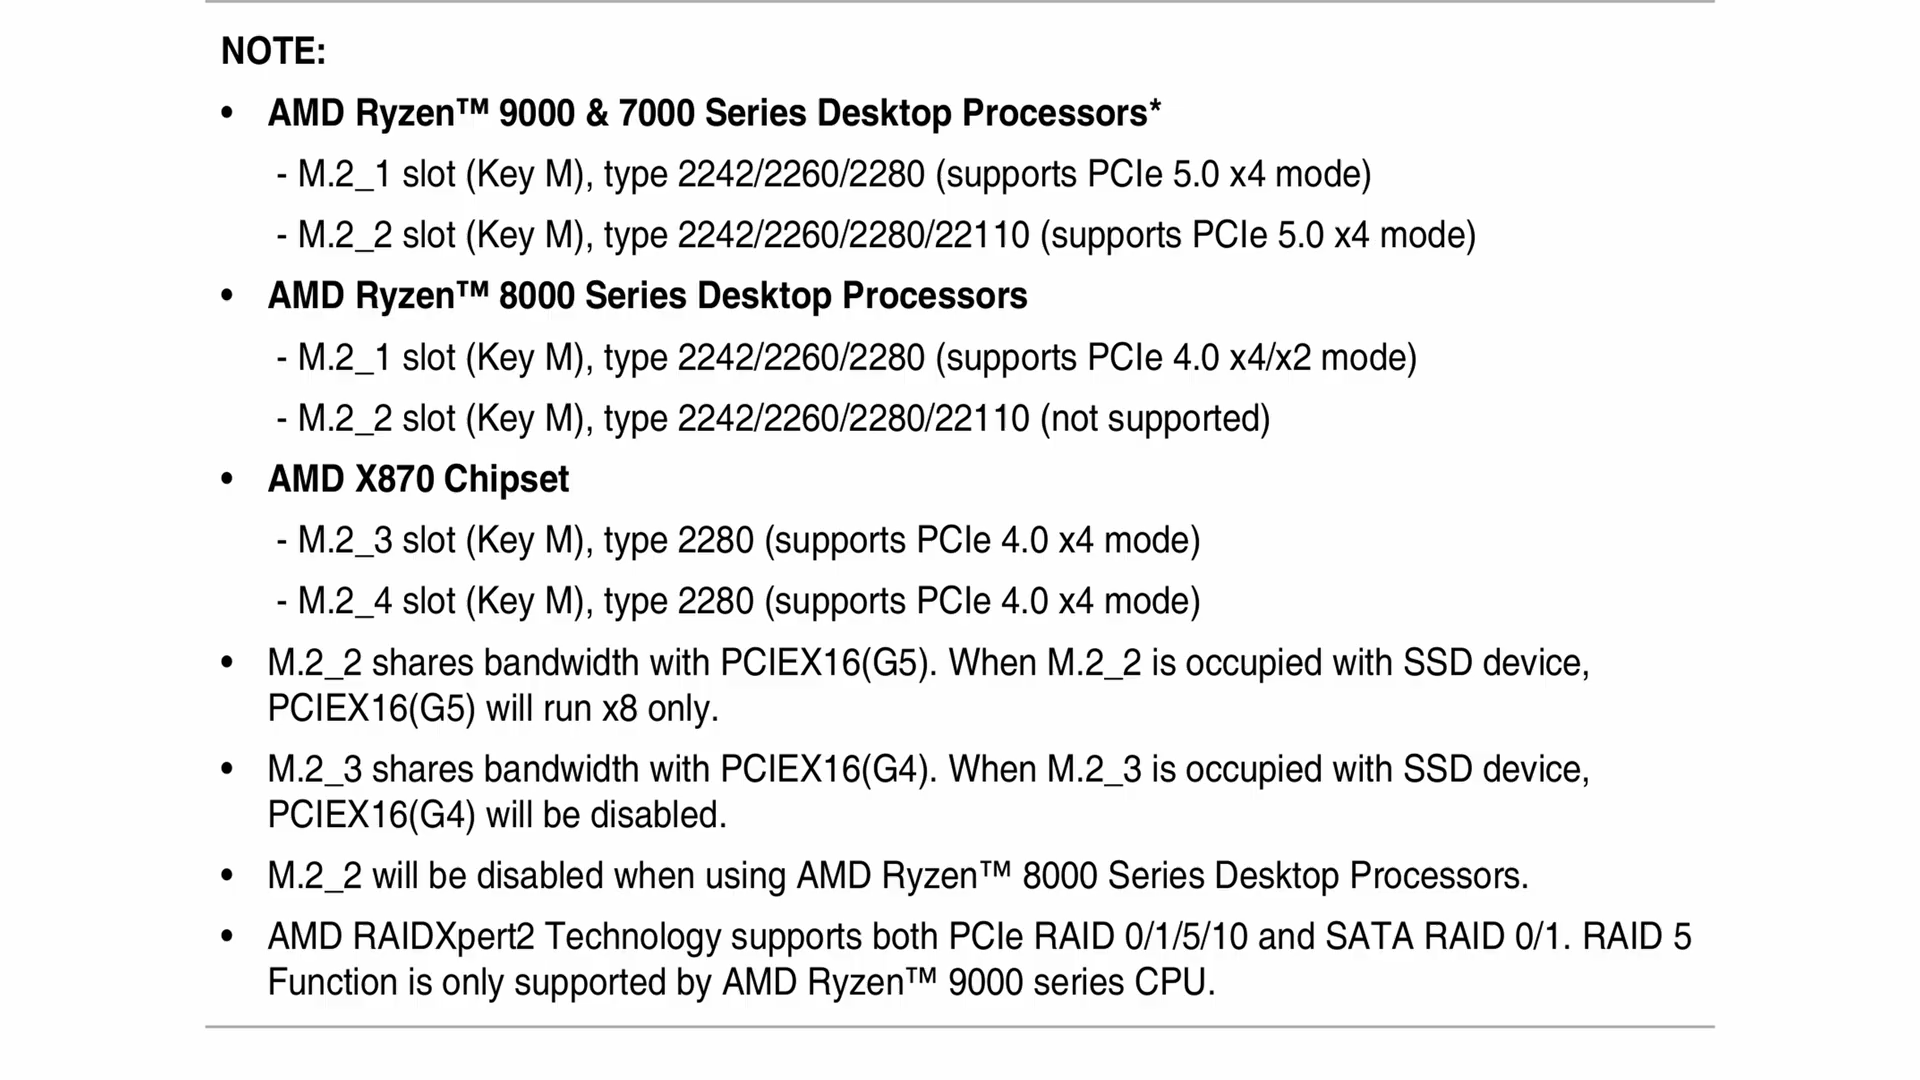 NOTE:
• AMD Ryzen™ 9000 & 7000 Series Desktop Processors*
- M.2_1 slot (Key M), type 2242/2260/2280 (supports PCIe 5.0 x4 mode)
- M.2_2 slot (Key M), type 2242/2260/2280/22110 (supports PCIe 5.0 x4 mode)
• AMD Ryzen™ 8000 Series Desktop Processors
- M.2_1 slot (Key M), type 2242/2260/2280 (supports PCIe 4.0 x4/x2 mode)
- M.2_2 slot (Key M), type 2242/2260/2280/22110 (not supported)
• AMD X870 Chipset
- M.2_3 slot (Key M), type 2280 (supports PCIe 4.0 x4 mode)
- M.2_4 slot (Key M), type 2280 (supports PCIe 4.0 x4 mode)
• M.2_2 shares bandwidth with PCIEX16(G5). When M.2_2 is occupied with SSD device,
PCIEX16(G5) will run x8 only.
• M.2_3 shares bandwidth with PCIEX16(G4). When M.2_3 is occupied with SSD device,
PCIEX16(G4) will be disabled.
• M.2_2 will be disabled when using AMD Ryzen™ 8000 Series Desktop Processors.
• AMD RAIDXpert2 Technology supports both PCIe RAID 0/1/5/10 and SATA RAID 0/1. RAID 5
Function is only supported by AMD Ryzen™ 9000 series CPU.